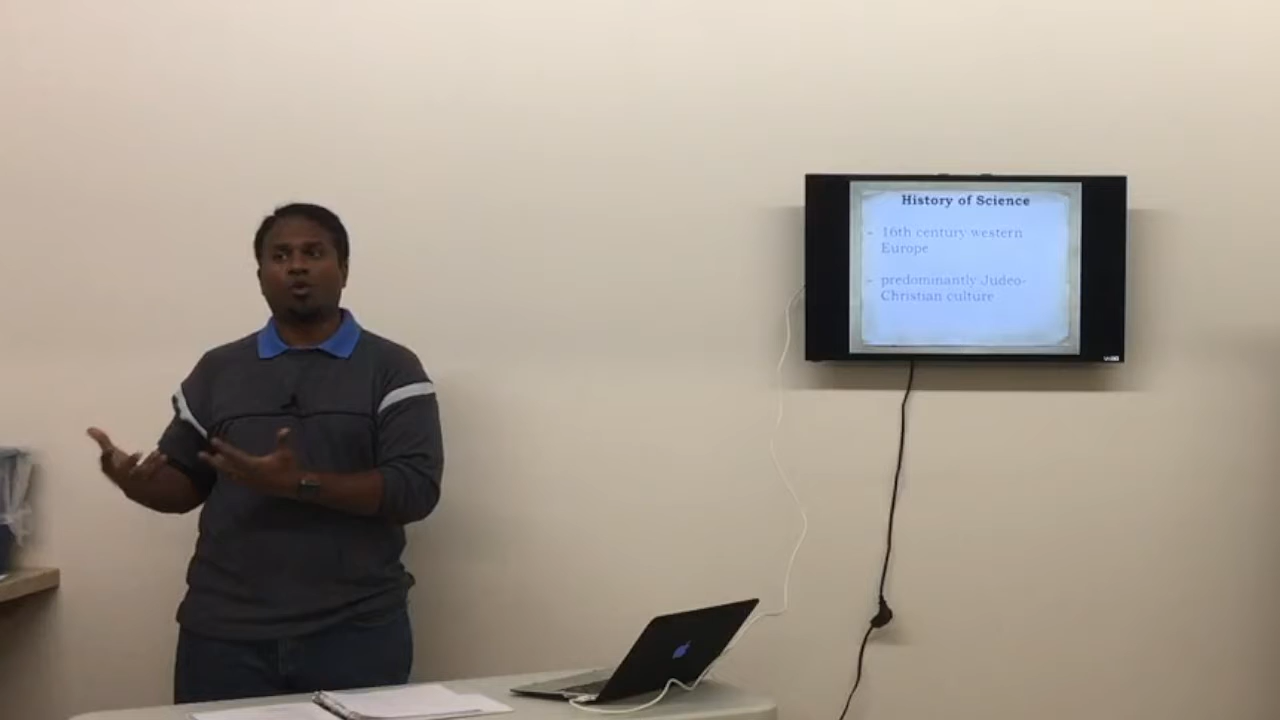 History of Science
- 16th century western
Europe
- predominantly Judeo-
Christian culture